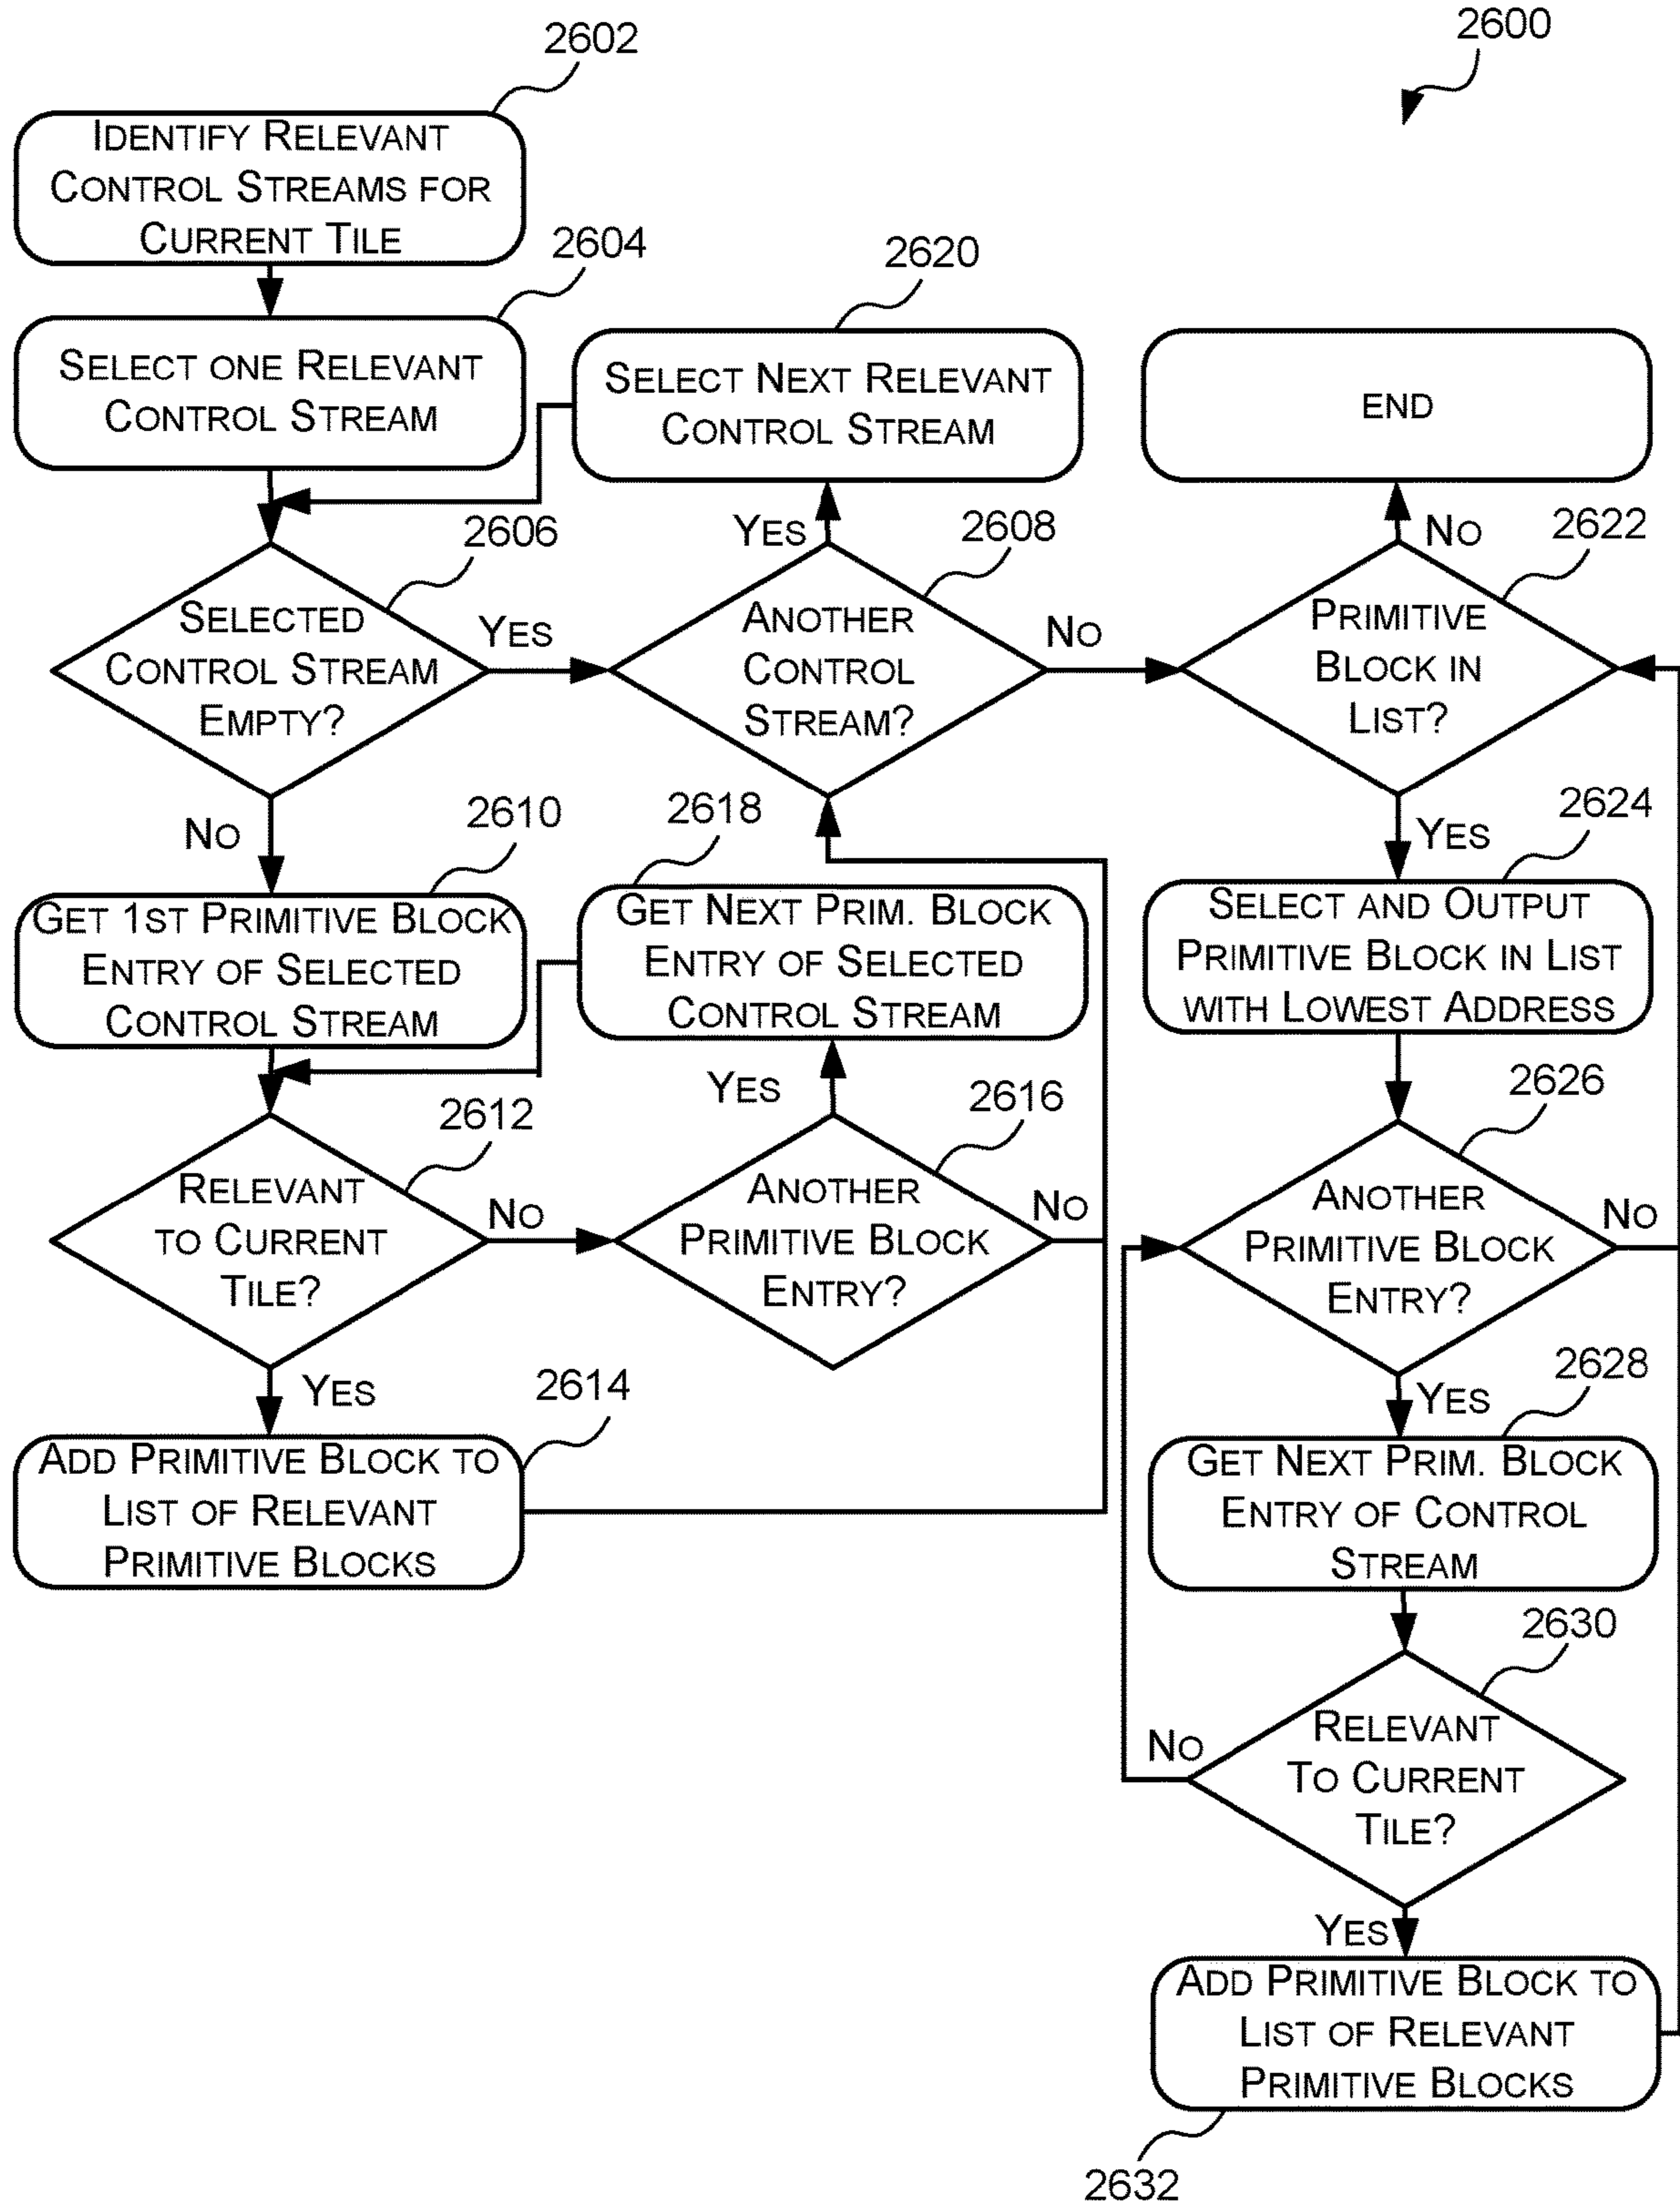 2600
2602
IDENTIFY RELEVANT
CONTROL STREAMS FOR
CURRENT TILE
2604
SELECT ONE RELEVANT
CONTROL STREAM
2620
SELECT NEXT RELEVANT
CONTROL STREAM
END
2606
SELECTED
CONTROL STREAM
EMPTY?
YES
NO
2608
ANOTHER
CONTROL
STREAM?
YES
NO
2622
PRIMITIVE
BLOCK IN
LIST?
NO
YES
2610
GET 1ST PRIMITIVE BLOCK
ENTRY OF SELECTED
CONTROL STREAM
2618
GET NEXT PRIM. BLOCK
ENTRY OF SELECTED
CONTROL STREAM
2624
SELECT AND OUTPUT
PRIMITIVE BLOCK IN LIST
WITH LOWEST ADDRESS
2612
RELEVANT
TO CURRENT
TILE?
NO
YES
2616
ANOTHER
PRIMITIVE BLOCK
ENTRY?
YES
NO
2626
ANOTHER
PRIMITIVE BLOCK
ENTRY?
NO
YES
2614
ADD PRIMITIVE BLOCK TO
LIST OF RELEVANT
PRIMITIVE BLOCKS
2628
GET NEXT PRIM. BLOCK
ENTRY OF CONTROL
STREAM
2630
RELEVANT
TO CURRENT
TILE?
NO
YES
ADD PRIMITIVE BLOCK TO
LIST OF RELEVANT
PRIMITIVE BLOCKS
2632